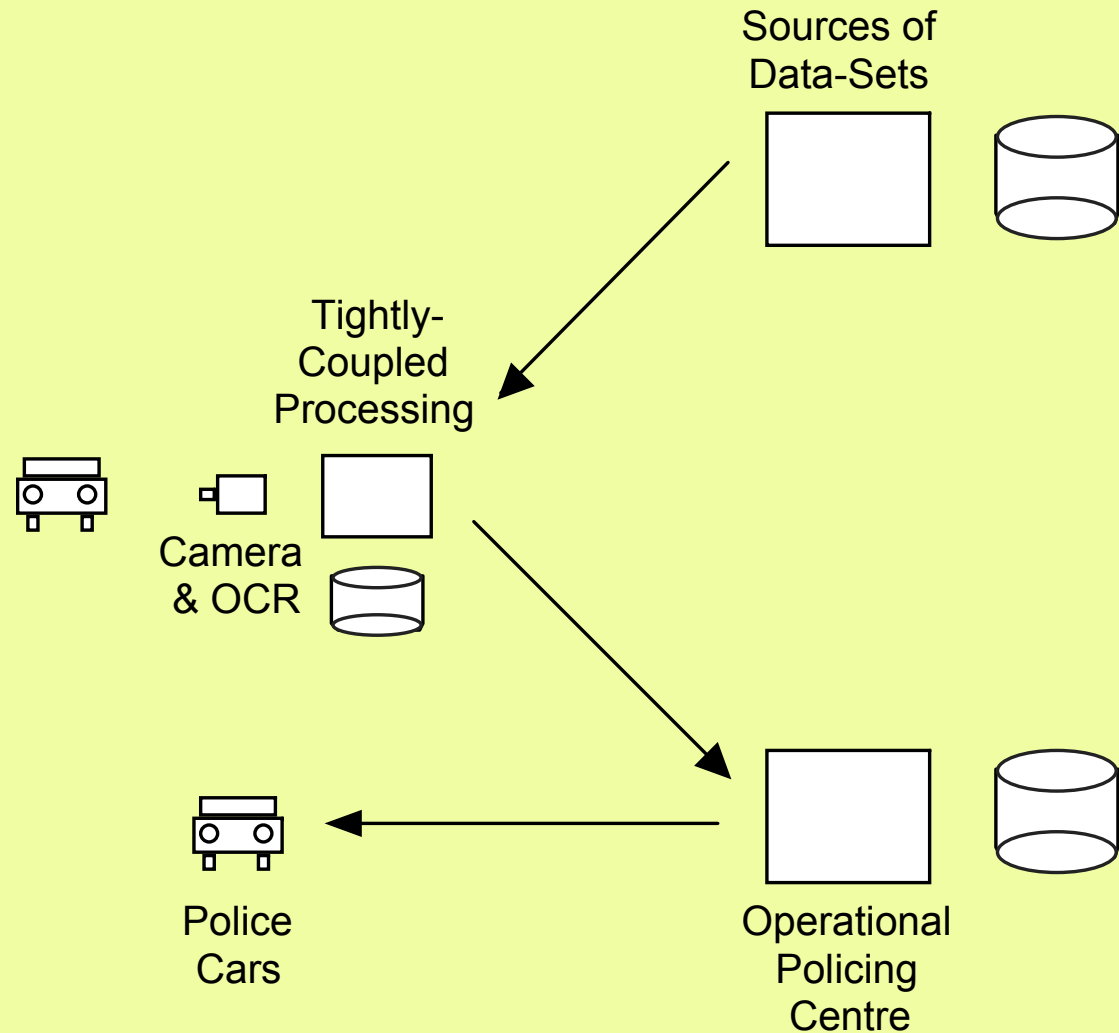 Sources of
Data-Sets
Tightly-
Coupled
Processing
Camera
& OCR
Police
Cars
Operational
Policing
Centre